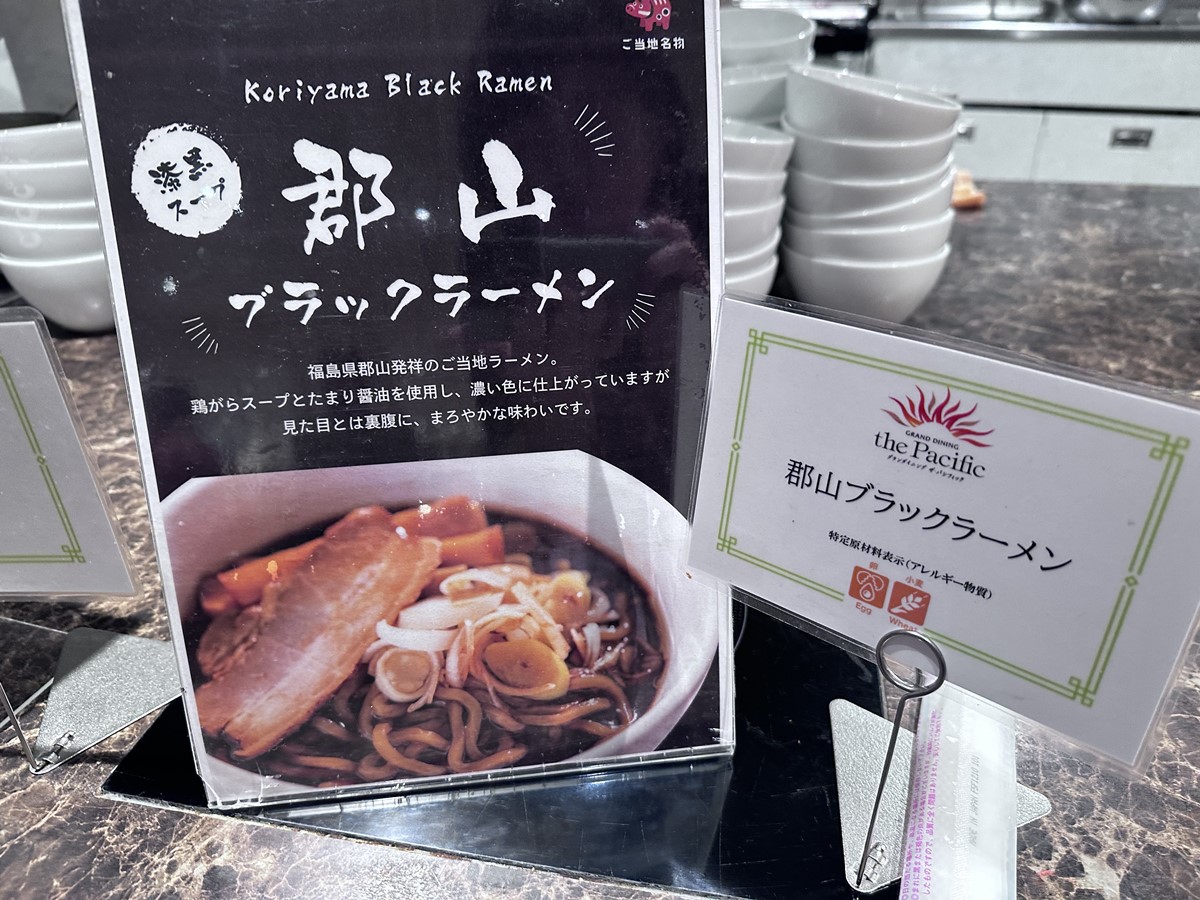 ご当地名物
Koriyama Black Ramen
漆黒
スープ
郡山
ブラックラーメン
福島県郡山発祥のご当地ラーメン。
鶏がらスープとたまり醤油を使用し、濃い色に仕上がっていますが
見た目とは裏腹に、まろやかな味わいです。
GRAND DINING
the Pacific
グランダイニング ザ・パシフィック
郡山ブラックラーメン
特定原材料表示(アレルギー物質)
卵 小麦
Egg Wheat